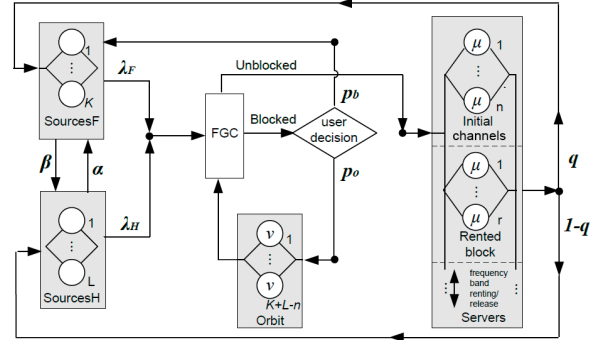 1
⋮
K
SourcesF
λF
β
α
1
⋮
L
SourcesH
λH
Unblocked
FGC
Blocked
user
decision
pb
po
ν 1
⋮
ν
K+L-n
Orbit
μ 1
⋮
μ n
Initial
channels
μ 1
⋮
μ r
Rented
block
frequency
band
renting/
release
⋮ ⋮
Servers
q
1-q